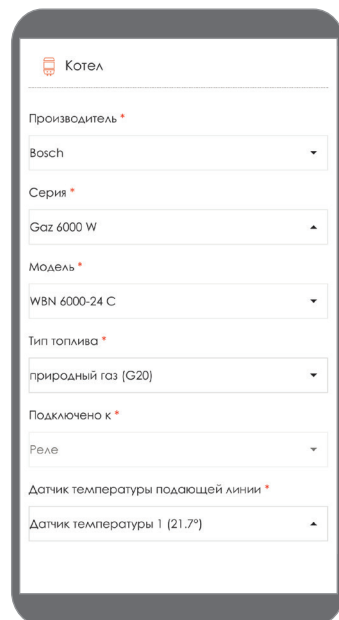 Котел
Производитель *
Bosch
Серия *
Gaz 6000 W
Модель *
WBN 6000-24 C
Тип топлива *
природный газ (G20)
Подключено к *
Реле
Датчик температуры подающей линии *
Датчик температуры 1 (21.7°)